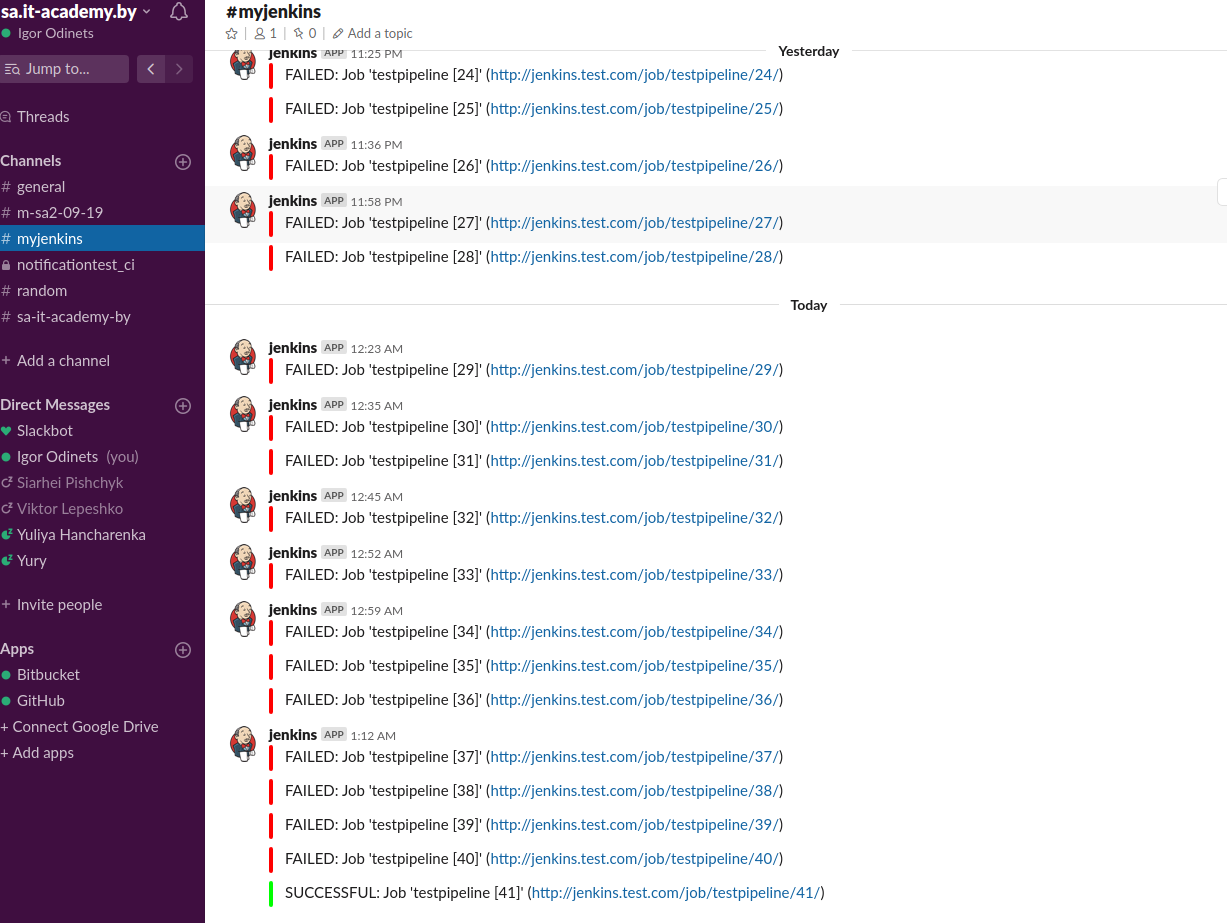 sa.it-academy.by
Igor Odinets
Jump to...
Threads
Channels
# general
# m-sa2-09-19
# myjenkins
notificationtest_ci
# random
# sa-it-academy-by
+ Add a channel
Direct Messages
Slackbot
Igor Odinets (you)
Siarhei Pishchyk
Viktor Lepeshko
Yuliya Hancharenka
Yury
+ Invite people
Apps
Bitbucket
GitHub
+ Connect Google Drive
+ Add apps
#myjenkins
1 | 0 | Add a topic
Yesterday
jenkins APP 11:25 PM
FAILED: Job 'testpipeline [24]' (http://jenkins.test.com/job/testpipeline/24/)
FAILED: Job 'testpipeline [25]' (http://jenkins.test.com/job/testpipeline/25/)
jenkins APP 11:36 PM
FAILED: Job 'testpipeline [26]' (http://jenkins.test.com/job/testpipeline/26/)
jenkins APP 11:58 PM
FAILED: Job 'testpipeline [27]' (http://jenkins.test.com/job/testpipeline/27/)
FAILED: Job 'testpipeline [28]' (http://jenkins.test.com/job/testpipeline/28/)
Today
jenkins APP 12:23 AM
FAILED: Job 'testpipeline [29]' (http://jenkins.test.com/job/testpipeline/29/)
jenkins APP 12:35 AM
FAILED: Job 'testpipeline [30]' (http://jenkins.test.com/job/testpipeline/30/)
FAILED: Job 'testpipeline [31]' (http://jenkins.test.com/job/testpipeline/31/)
jenkins APP 12:45 AM
FAILED: Job 'testpipeline [32]' (http://jenkins.test.com/job/testpipeline/32/)
jenkins APP 12:52 AM
FAILED: Job 'testpipeline [33]' (http://jenkins.test.com/job/testpipeline/33/)
jenkins APP 12:59 AM
FAILED: Job 'testpipeline [34]' (http://jenkins.test.com/job/testpipeline/34/)
FAILED: Job 'testpipeline [35]' (http://jenkins.test.com/job/testpipeline/35/)
FAILED: Job 'testpipeline [36]' (http://jenkins.test.com/job/testpipeline/36/)
jenkins APP 1:12 AM
FAILED: Job 'testpipeline [37]' (http://jenkins.test.com/job/testpipeline/37/)
FAILED: Job 'testpipeline [38]' (http://jenkins.test.com/job/testpipeline/38/)
FAILED: Job 'testpipeline [39]' (http://jenkins.test.com/job/testpipeline/39/)
FAILED: Job 'testpipeline [40]' (http://jenkins.test.com/job/testpipeline/40/)
SUCCESSFUL: Job 'testpipeline [41]' (http://jenkins.test.com/job/testpipeline/41/)